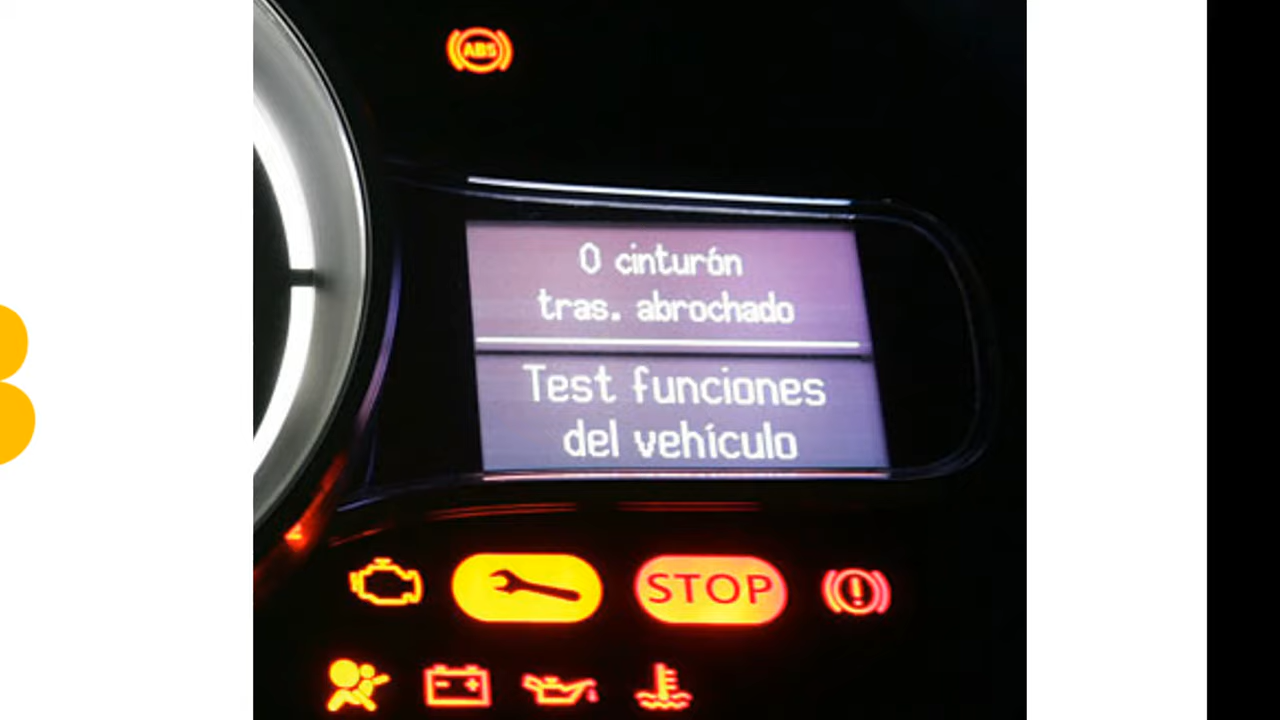 ABS
0 cinturón
tras. abrochado
Test funciones
del vehículo
STOP